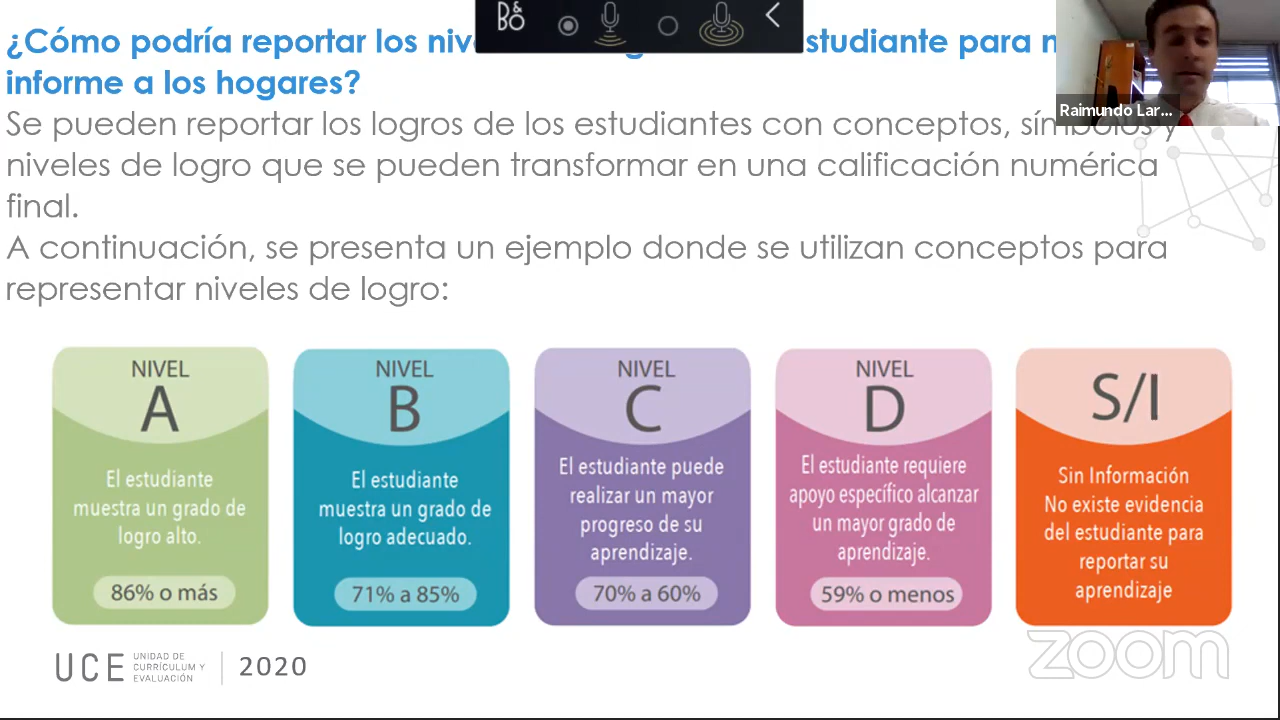 B&O
¿Cómo podría reportar los studiante para
informe a los hogares?
Raimundo Lar...
Se pueden reportar los logros de los estudiantes con conceptos, símbolos y
niveles de logro que se pueden transformar en una calificación numérica
final.
A continuación, se presenta un ejemplo donde se utilizan conceptos para
representar niveles de logro:
NIVEL
A
El estudiante
muestra un grado de
logro alto.
86% o más
NIVEL
B
El estudiante
muestra un grado de
logro adecuado.
71% a 85%
NIVEL
C
El estudiante puede
realizar un mayor
progreso de su
aprendizaje.
70% a 60%
NIVEL
D
El estudiante requiere
apoyo específico alcanzar
un mayor grado de
aprendizaje.
59% o menos
S/I
Sin Información
No existe evidencia
del estudiante para
reportar su
aprendizaje
UCE
UNIDAD DE
CURRÍCULUM Y
EVALUACIÓN
2020
zoom